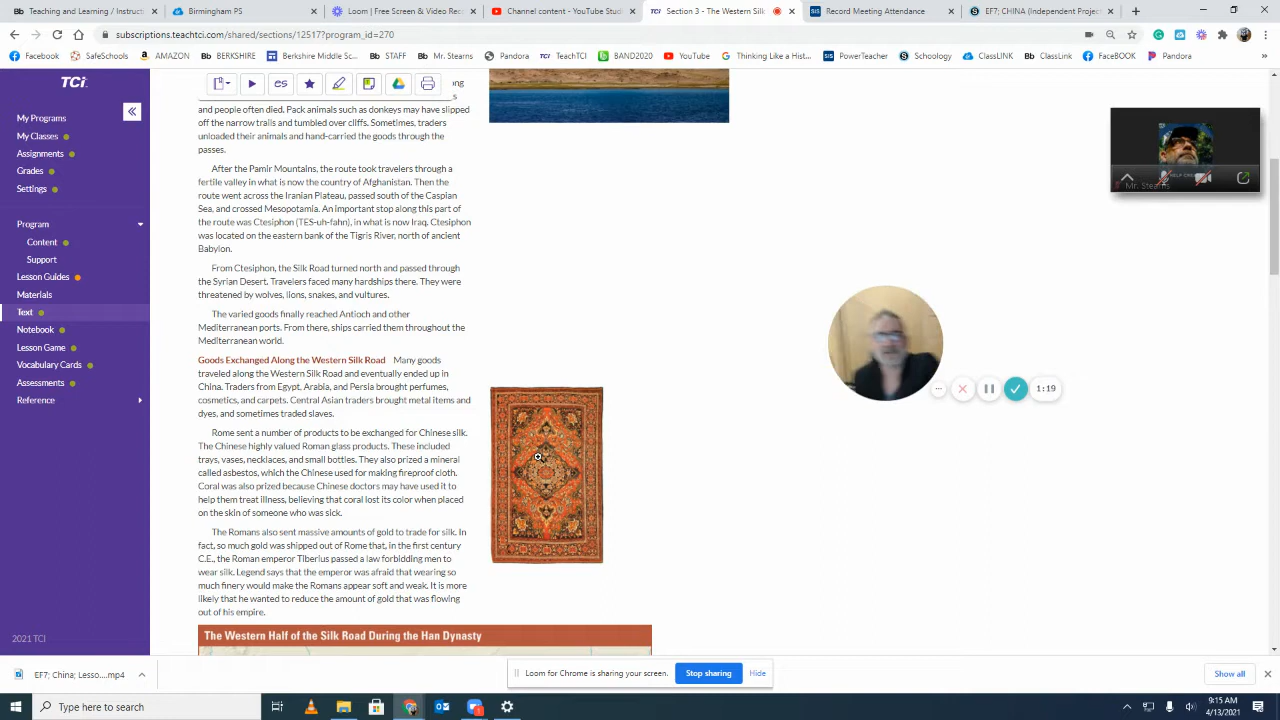 Teaching and Learning / Instruc
Birmingham PS
Loom | Free Screen & Video Rec
Channel content - YouTube Studi
Section 3 - The Western Silk
Record Meeting Attendance
EF7; CHINA (Independent Project
subscriptions.teachtci.com/shared/sections/12517?program_id=270
Facebook
SafeSchool
AMAZON
BERKSHIRE
Berkshire Middle Sc...
STAFF
Pandora
TeachTCI
BAND2020
YouTube
Thinking Like a Hist...
PowerTeacher
Schoology
ClassLINK
ClassLink
FaceBOOK
Pandora
TCi
My Programs
My Classes
Assignments
Grades
Settings
Program
Content
Support
Lesson Guides
Materials
Text
Notebook
Lesson Game
Vocabulary Cards
Assessments
Reference
2021 TCI
ong
s
and people often died. Pack animals such as donkeys may have slipped
off the narrow trails and tumbled over cliffs. Sometimes, traders
unloaded their animals and hand-carried the goods through the
passes.
After the Pamir Mountains, the route took travelers through a
fertile valley in what is now the country of Afghanistan. Then the
route went across the Iranian Plateau, passed south of the Caspian
Sea, and crossed Mesopotamia. An important stop along this part of
the route was Ctesiphon (TES-uh-fahn), in what is now Iraq. Ctesiphon
was located on the eastern bank of the Tigris River, north of ancient
Babylon.
From Ctesiphon, the Silk Road turned north and passed through
the Syrian Desert. Travelers faced many hardships there. They were
threatened by wolves, lions, snakes, and vultures.
The varied goods finally reached Antioch and other
Mediterranean ports. From there, ships carried them throughout the
Mediterranean world.
Goods Exchanged Along the Western Silk Road Many goods
traveled along the Western Silk Road and eventually ended up in
China. Traders from Egypt, Arabia, and Persia brought perfumes,
cosmetics, and carpets. Central Asian traders brought metal items and
dyes, and sometimes traded slaves.
Rome sent a number of products to be exchanged for Chinese silk.
The Chinese highly valued Roman glass products. These included
trays, vases, necklaces, and small bottles. They also prized a mineral
called asbestos, which the Chinese used for making fireproof cloth.
Coral was also prized because Chinese doctors may have used it to
help them treat illness, believing that coral lost its color when placed
on the skin of someone who was sick.
The Romans also sent massive amounts of gold to trade for silk. In
fact, so much gold was shipped out of Rome that, in the first century
C.E., the Roman emperor Tiberius passed a law forbidding men to
wear silk. Legend says that the emperor was afraid that wearing so
much finery would make the Romans appear soft and weak. It is more
likely that he wanted to reduce the amount of gold that was flowing
out of his empire.
The Western Half of the Silk Road During the Han Dynasty
Mr. Stearns
1:19
EF7; China; Lesso....mp4
Loom for Chrome is sharing your screen.
Stop sharing
Hide
Show all
Type here to search
9:15 AM
4/13/2021